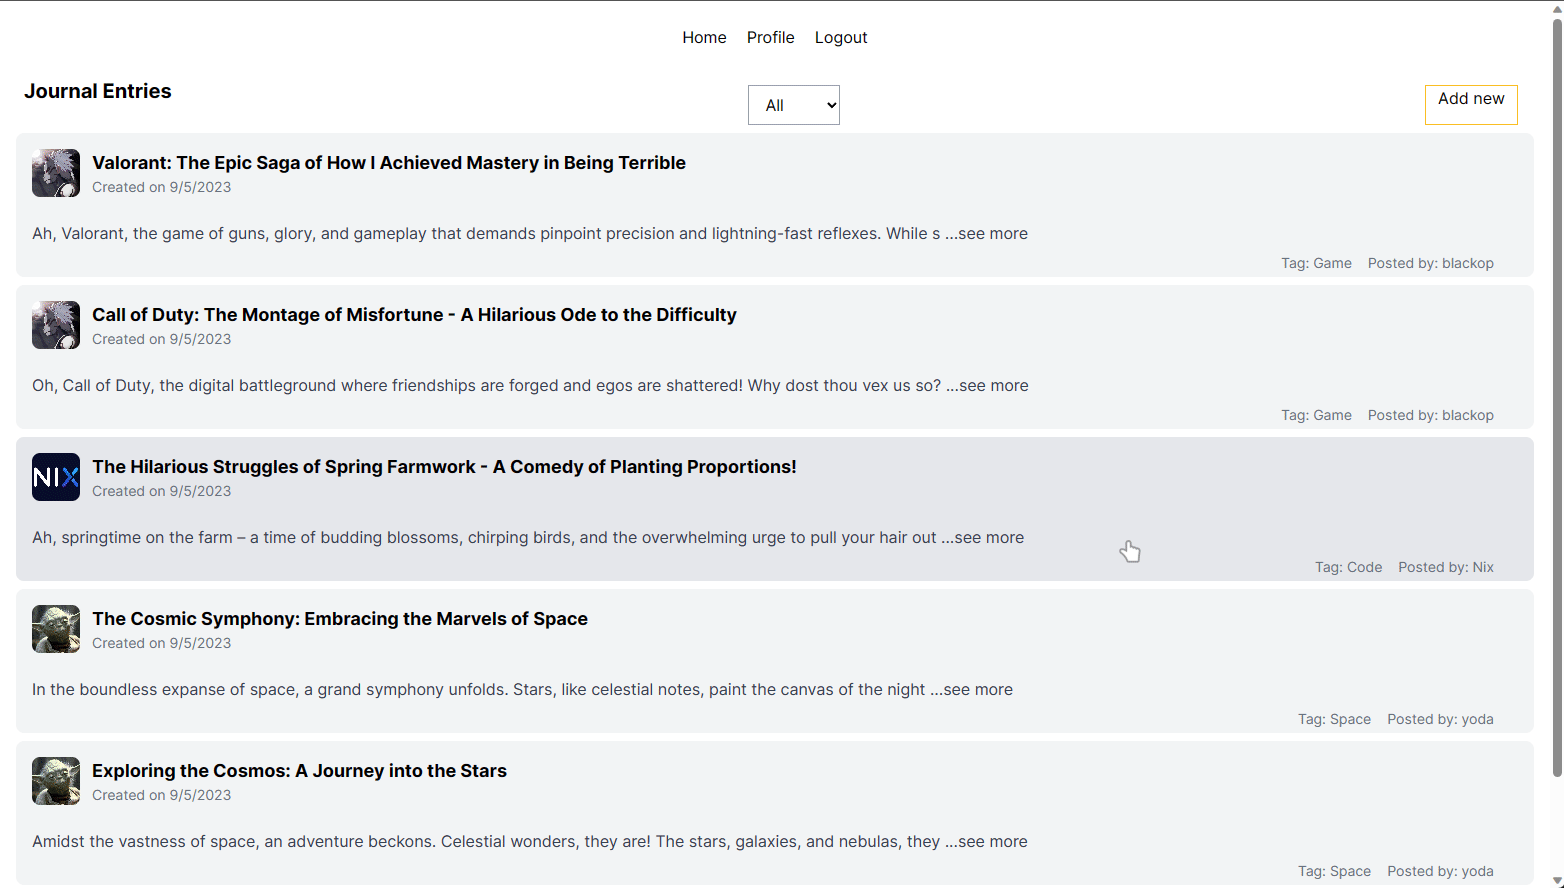 Home Profile Logout
Journal Entries
All
Add new
Valorant: The Epic Saga of How I Achieved Mastery in Being Terrible
Created on 9/5/2023
Ah, Valorant, the game of guns, glory, and gameplay that demands pinpoint precision and lightning-fast reflexes. While s ...see more
Tag: Game Posted by: blackop
Call of Duty: The Montage of Misfortune - A Hilarious Ode to the Difficulty
Created on 9/5/2023
Oh, Call of Duty, the digital battleground where friendships are forged and egos are shattered! Why dost thou vex us so? ...see more
Tag: Game Posted by: blackop
NIX
The Hilarious Struggles of Spring Farmwork - A Comedy of Planting Proportions!
Created on 9/5/2023
Ah, springtime on the farm – a time of budding blossoms, chirping birds, and the overwhelming urge to pull your hair out ...see more
Tag: Code Posted by: Nix
The Cosmic Symphony: Embracing the Marvels of Space
Created on 9/5/2023
In the boundless expanse of space, a grand symphony unfolds. Stars, like celestial notes, paint the canvas of the night ...see more
Tag: Space Posted by: yoda
Exploring the Cosmos: A Journey into the Stars
Created on 9/5/2023
Amidst the vastness of space, an adventure beckons. Celestial wonders, they are! The stars, galaxies, and nebulas, they ...see more
Tag: Space Posted by: yoda